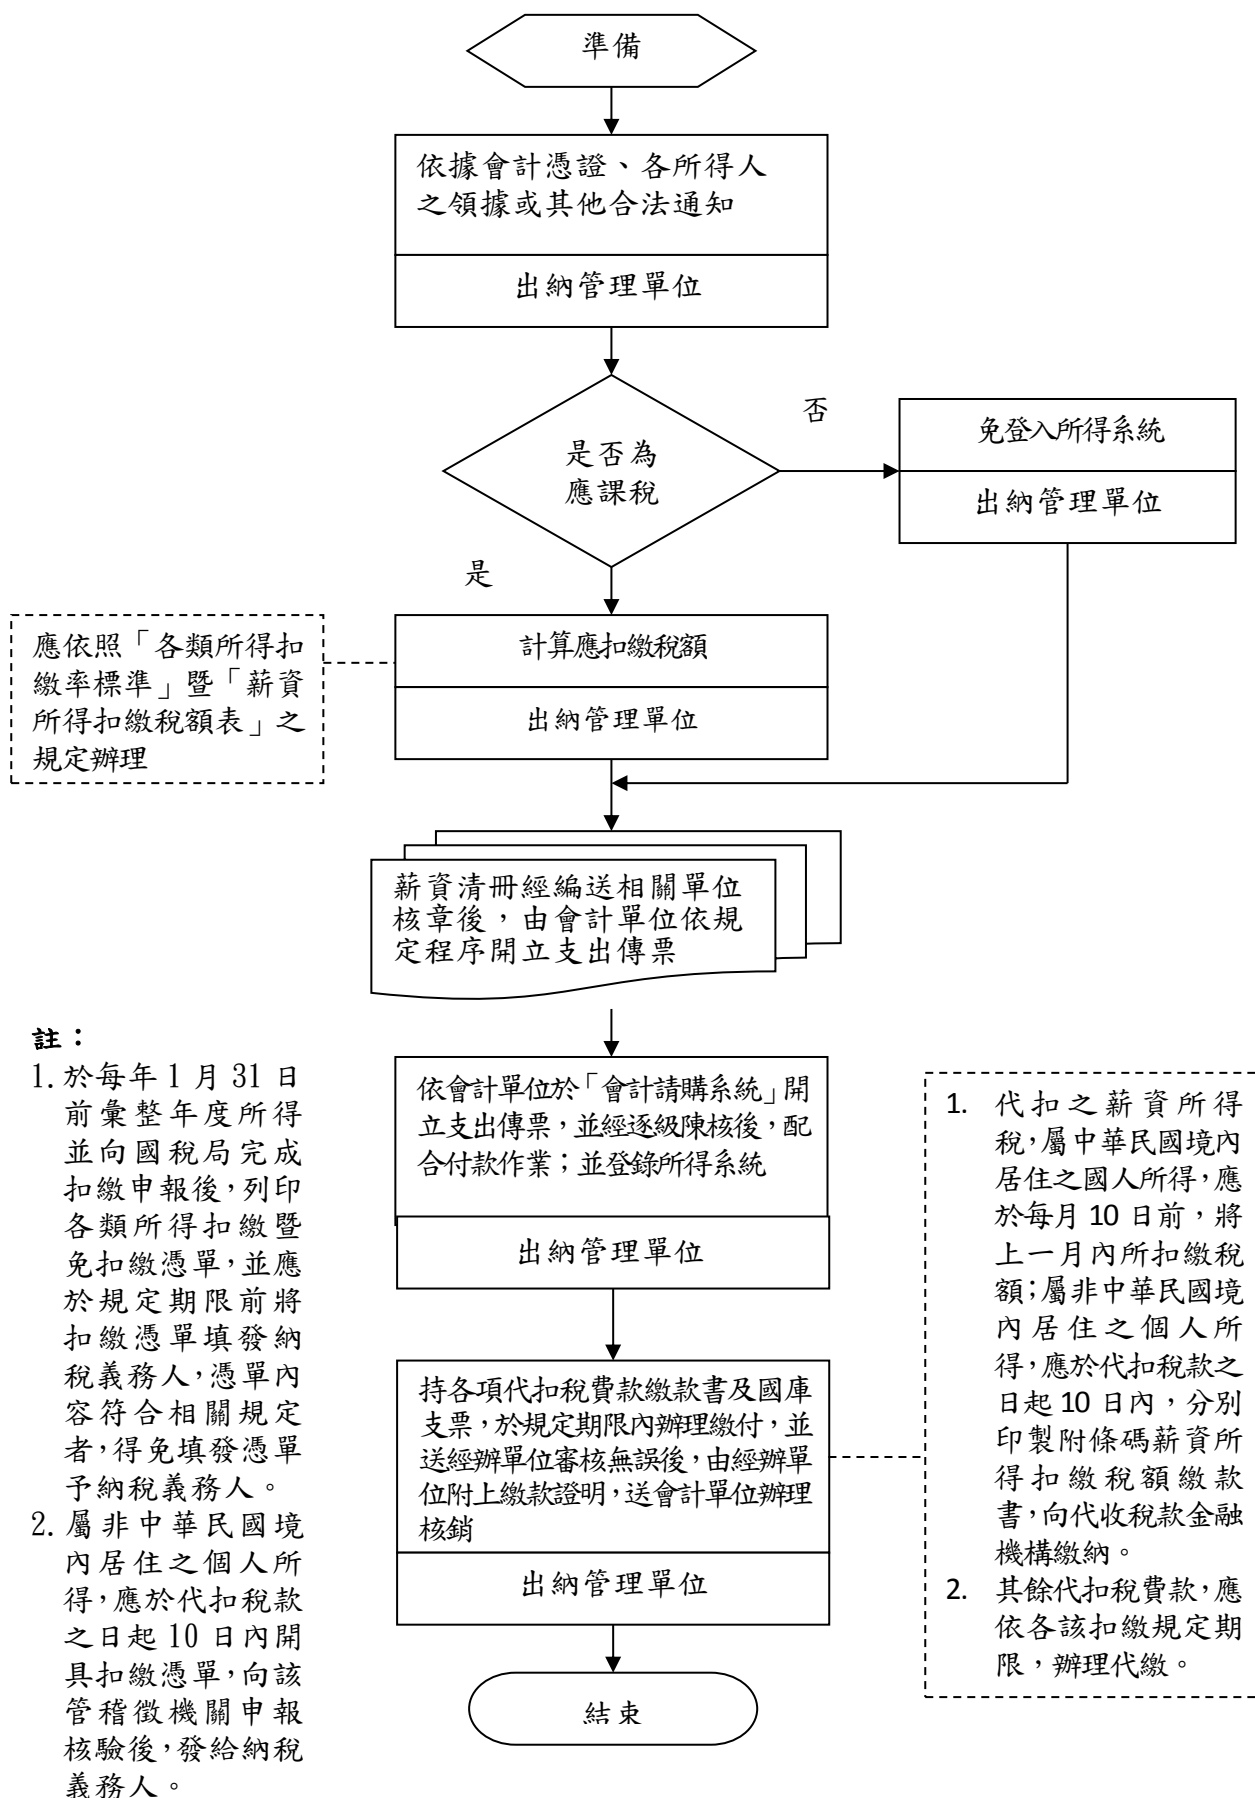 準備
依據會計憑證、各所得人
之領據或其他合法通知
出納管理單位
是否為
應課稅
否
免登入所得系統
出納管理單位
是
應依照「各類所得扣
繳率標準」暨「薪資
所得扣繳稅額表」之
規定辦理
計算應扣繳稅額
出納管理單位
薪資清冊經編送相關單位
核章後，由會計單位依規
定程序開立支出傳票
依會計單位於「會計請購系統」開
立支出傳票，並經逐級陳核後，配
合付款作業；並登錄所得系統
出納管理單位
持各項代扣稅費款繳款書及國庫
支票，於規定期限內辦理繳付，並
送經辦單位審核無誤後，由經辦單
位附上繳款證明，送會計單位辦理
核銷
出納管理單位
結束
註：
1. 於每年 1 月 31 日
前彙整年度所得
並向國稅局完成
扣繳申報後，列印
各類所得扣繳暨
免扣繳憑單，並應
於規定期限前將
扣繳憑單填發納
稅義務人，憑單內
容符合相關規定
者，得免填發憑單
予納稅義務人。
2. 屬非中華民國境
內居住之個人所
得，應於代扣稅款
之日起 10 日內開
具扣繳憑單，向該
管稽徵機關申報
核驗後，發給納稅
義務人。
1. 代扣之薪資所得
稅，屬中華民國境內
居住之國人所得，應
於每月 10 日前，將
上一月內所扣繳稅
額；屬非中華民國境
內居住之個人所
得，應於代扣稅款之
日起 10 日內，分別
印製附條碼薪資所
得扣繳稅額繳款
書，向代收稅款金融
機構繳納。
2. 其餘代扣稅費款，應
依各該扣繳規定期
限，辦理代繳。